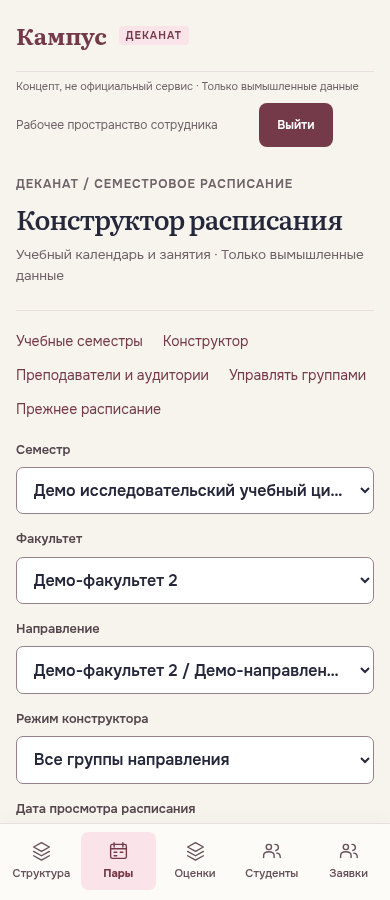 Кампус ДЕКАНАТ
Концепт, не официальный сервис · Только вымышленные данные
Рабочее пространство сотрудника Выйти
ДЕКАНАТ / СЕМЕСТРОВОЕ РАСПИСАНИЕ
Конструктор расписания
Учебный календарь и занятия · Только вымышленные
данные
Учебные семестры Конструктор
Преподаватели и аудитории Управлять группами
Прежнее расписание
Семестр
Демо исследовательский учебный ци...
Факультет
Демо-факультет 2
Направление
Демо-факультет 2 / Демо-направлен...
Режим конструктора
Все группы направления
Дата просмотра расписания
Структура Пары Оценки Студенты Заявки